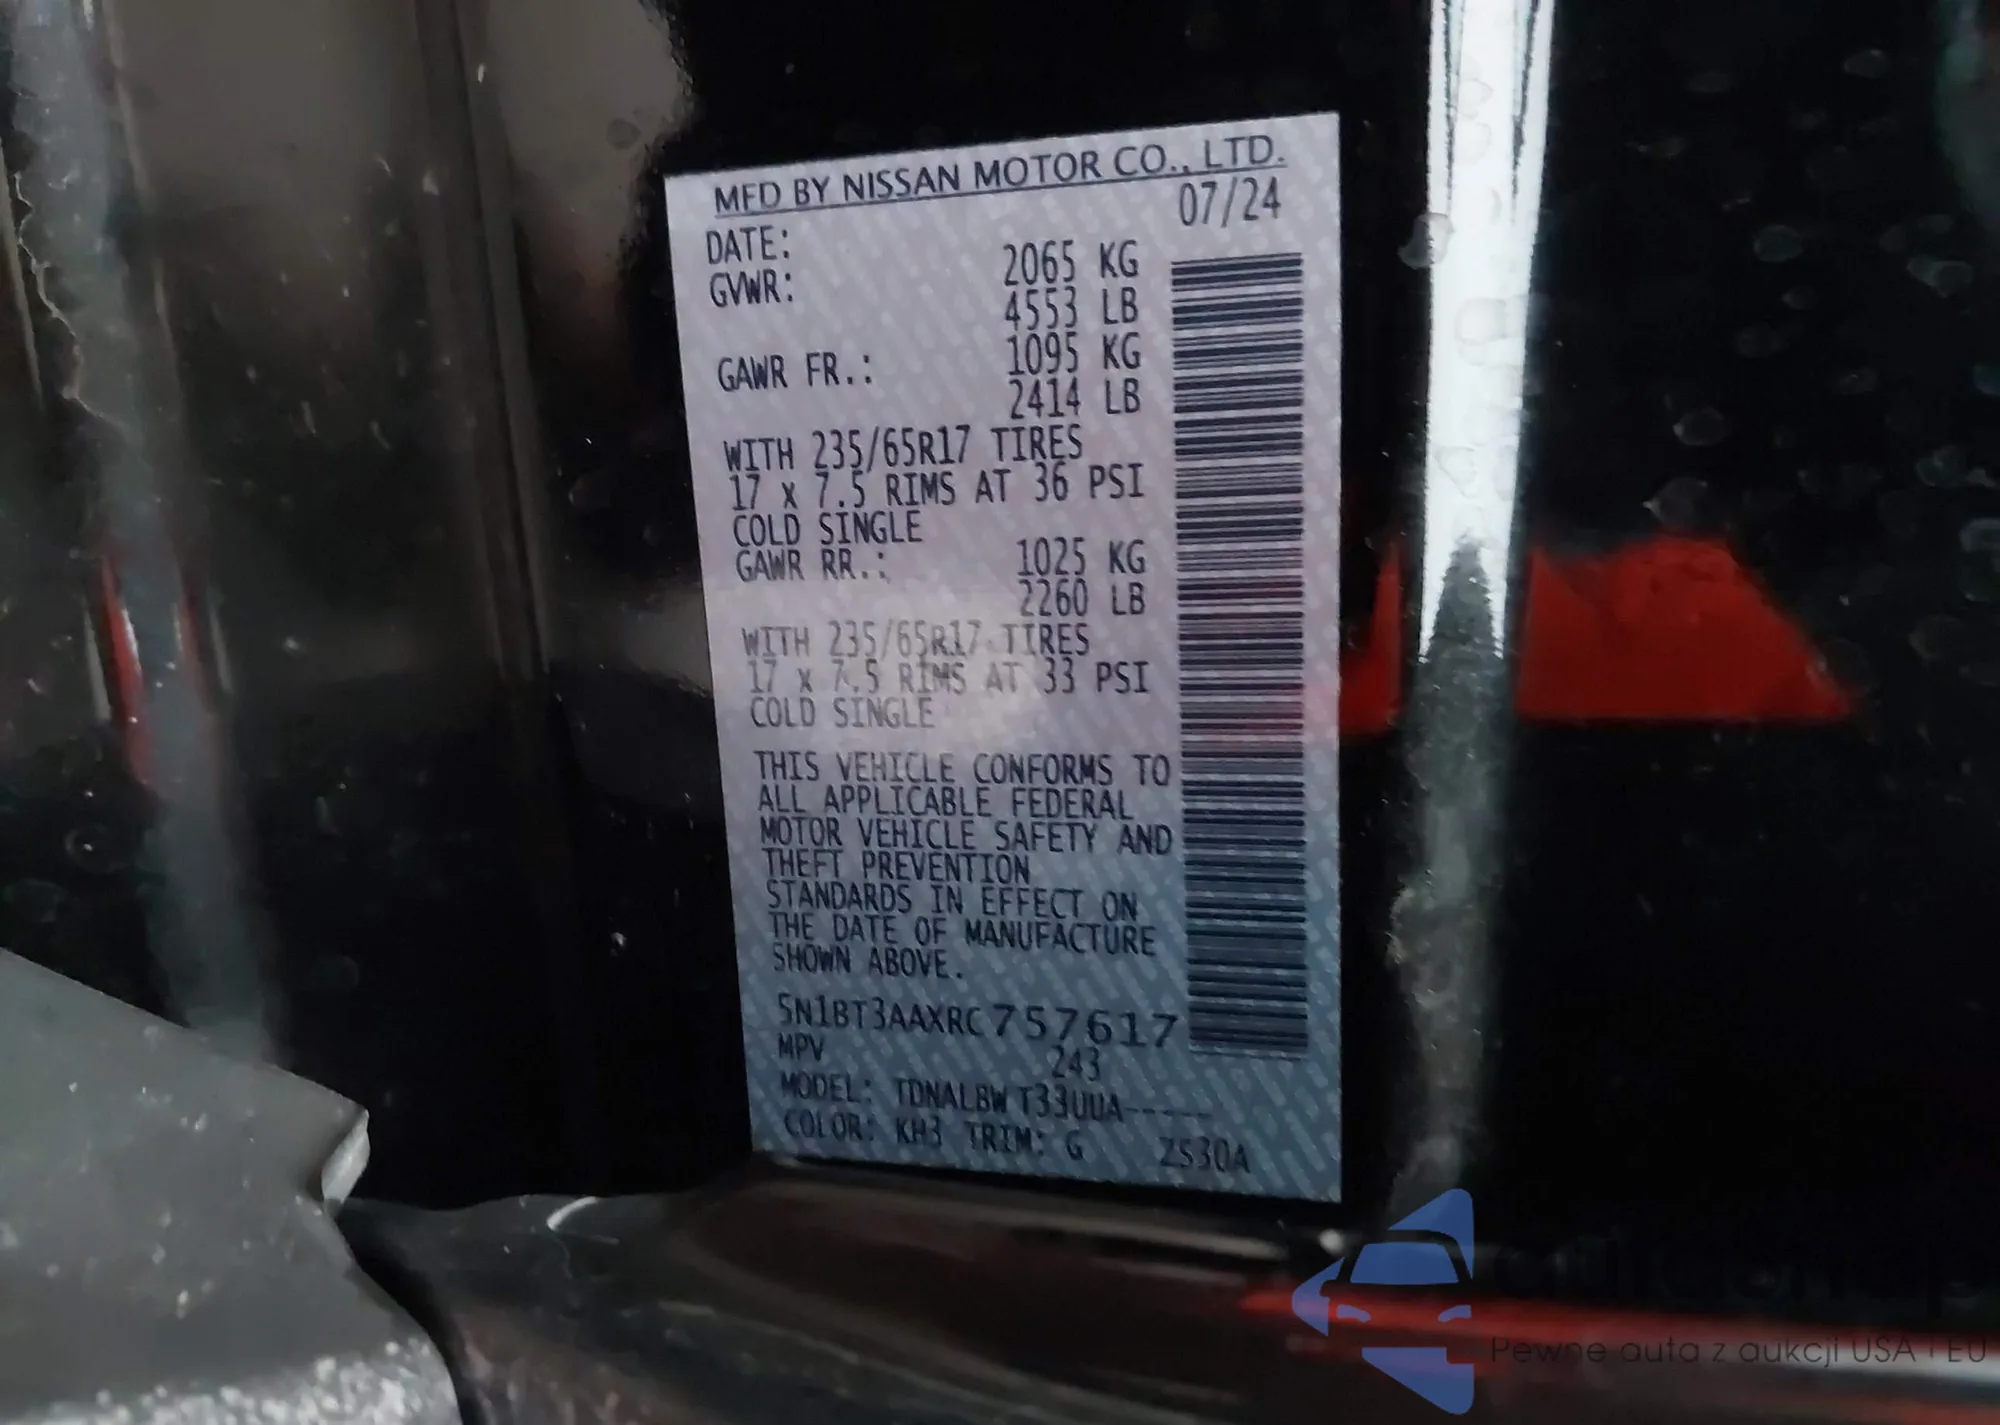 MFD BY NISSAN MOTOR CO., LTD.
DATE: 07/24
GVWR: 2065 KG
4553 LB
GAWR FR.: 1095 KG
2414 LB
WITH 235/65R17 TIRES
17 x 7.5 RIMS AT 36 PSI
COLD SINGLE
GAWR RR.: 1025 KG
2260 LB
WITH 235/65R17 TIRES
17 x 7.5 RIMS AT 33 PSI
COLD SINGLE
THIS VEHICLE CONFORMS TO
ALL APPLICABLE FEDERAL
MOTOR VEHICLE SAFETY AND
THEFT PREVENTION
STANDARDS IN EFFECT ON
THE DATE OF MANUFACTURE
SHOWN ABOVE.
5N1BT3AAXRC757617
MPV 243
MODEL: TDNALBW T33UUA-----
COLOR: KH3 TRIM: G ZS30A
Pewne auta z aukcji USA i EU